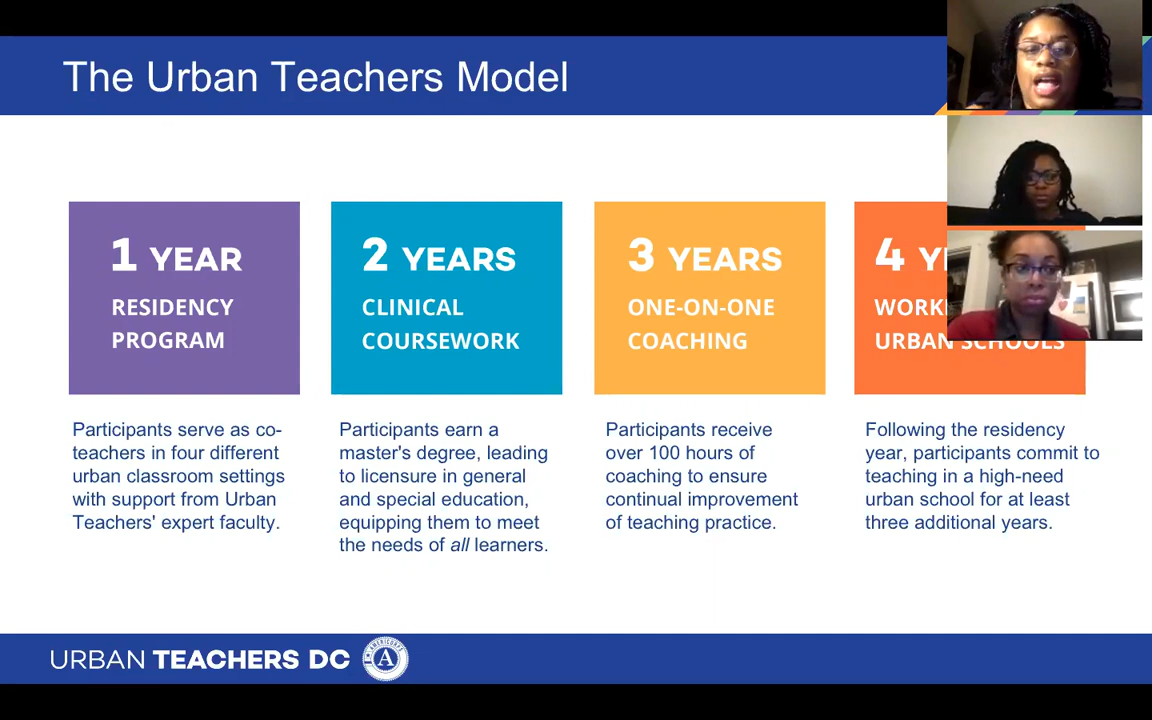 The Urban Teachers Model
1 YEAR
RESIDENCY
PROGRAM
Participants serve as co-
teachers in four different
urban classroom settings
with support from Urban
Teachers' expert faculty.
2 YEARS
CLINICAL
COURSEWORK
Participants earn a
master's degree, leading
to licensure in general
and special education,
equipping them to meet
the needs of all learners.
3 YEARS
ONE-ON-ONE
COACHING
Participants receive
over 100 hours of
coaching to ensure
continual improvement
of teaching practice.
4
URBAN SCHOOLS
Following the residency
year, participants commit to
teaching in a high-need
urban school for at least
three additional years.
URBAN TEACHERS DC
A